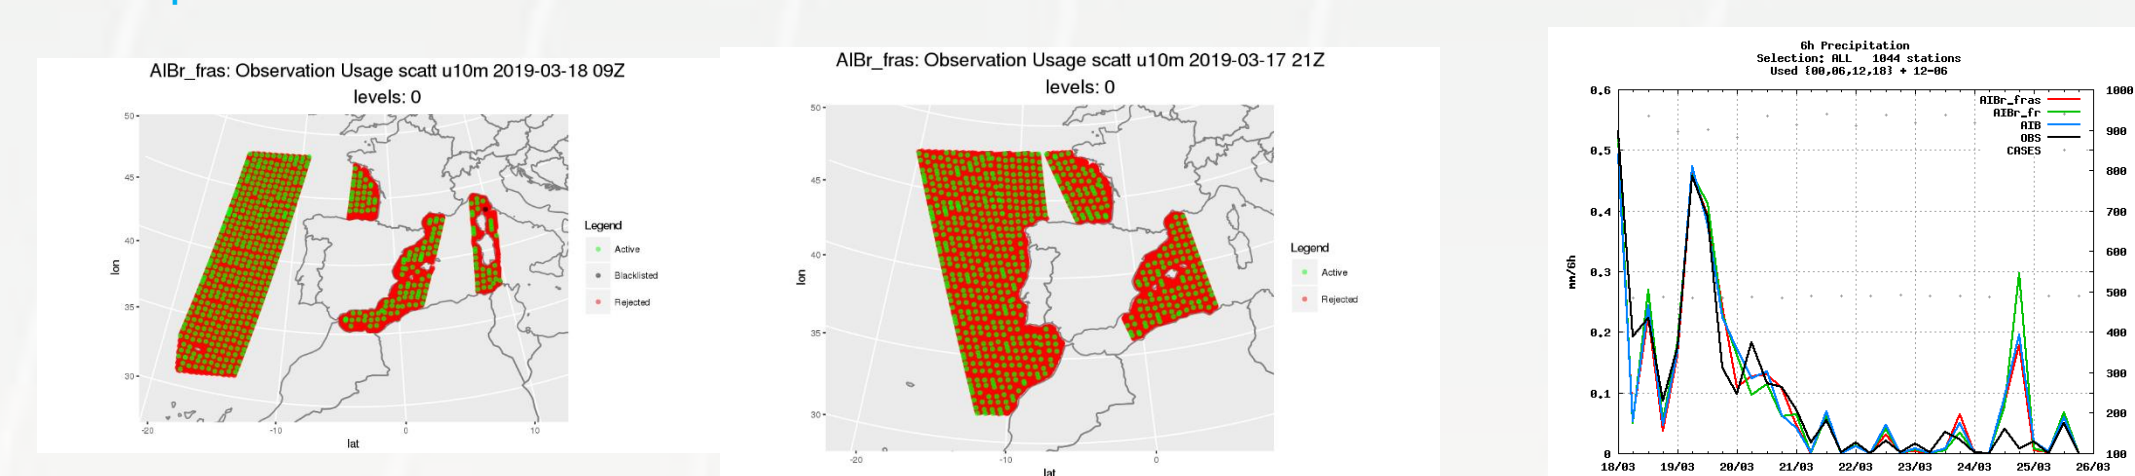 AIBr_fras: Observation Usage scatt u10m 2019-03-18 09Z
levels: 0
50
45
40
35
30
lon
-20
-10
0
10
lat
Legend
Active
Blacklisted
Rejected
AIBr_fras: Observation Usage scatt u10m 2019-03-17 21Z
levels: 0
50
45
40
35
30
lon
-20
-10
0
lat
Legend
Active
Rejected
6h Precipitation
Selection: ALL 1044 stations
Used {00,06,12,18} + 12-06
AIBr_fras
AIBr_fr
AIB
OBS
CASES
0.6
0.5
0.4
0.3
0.2
0.1
0
mm/6h
1000
900
800
700
600
500
400
300
200
100
18/03 19/03 20/03 21/03 22/03 23/03 24/03 25/03 26/03